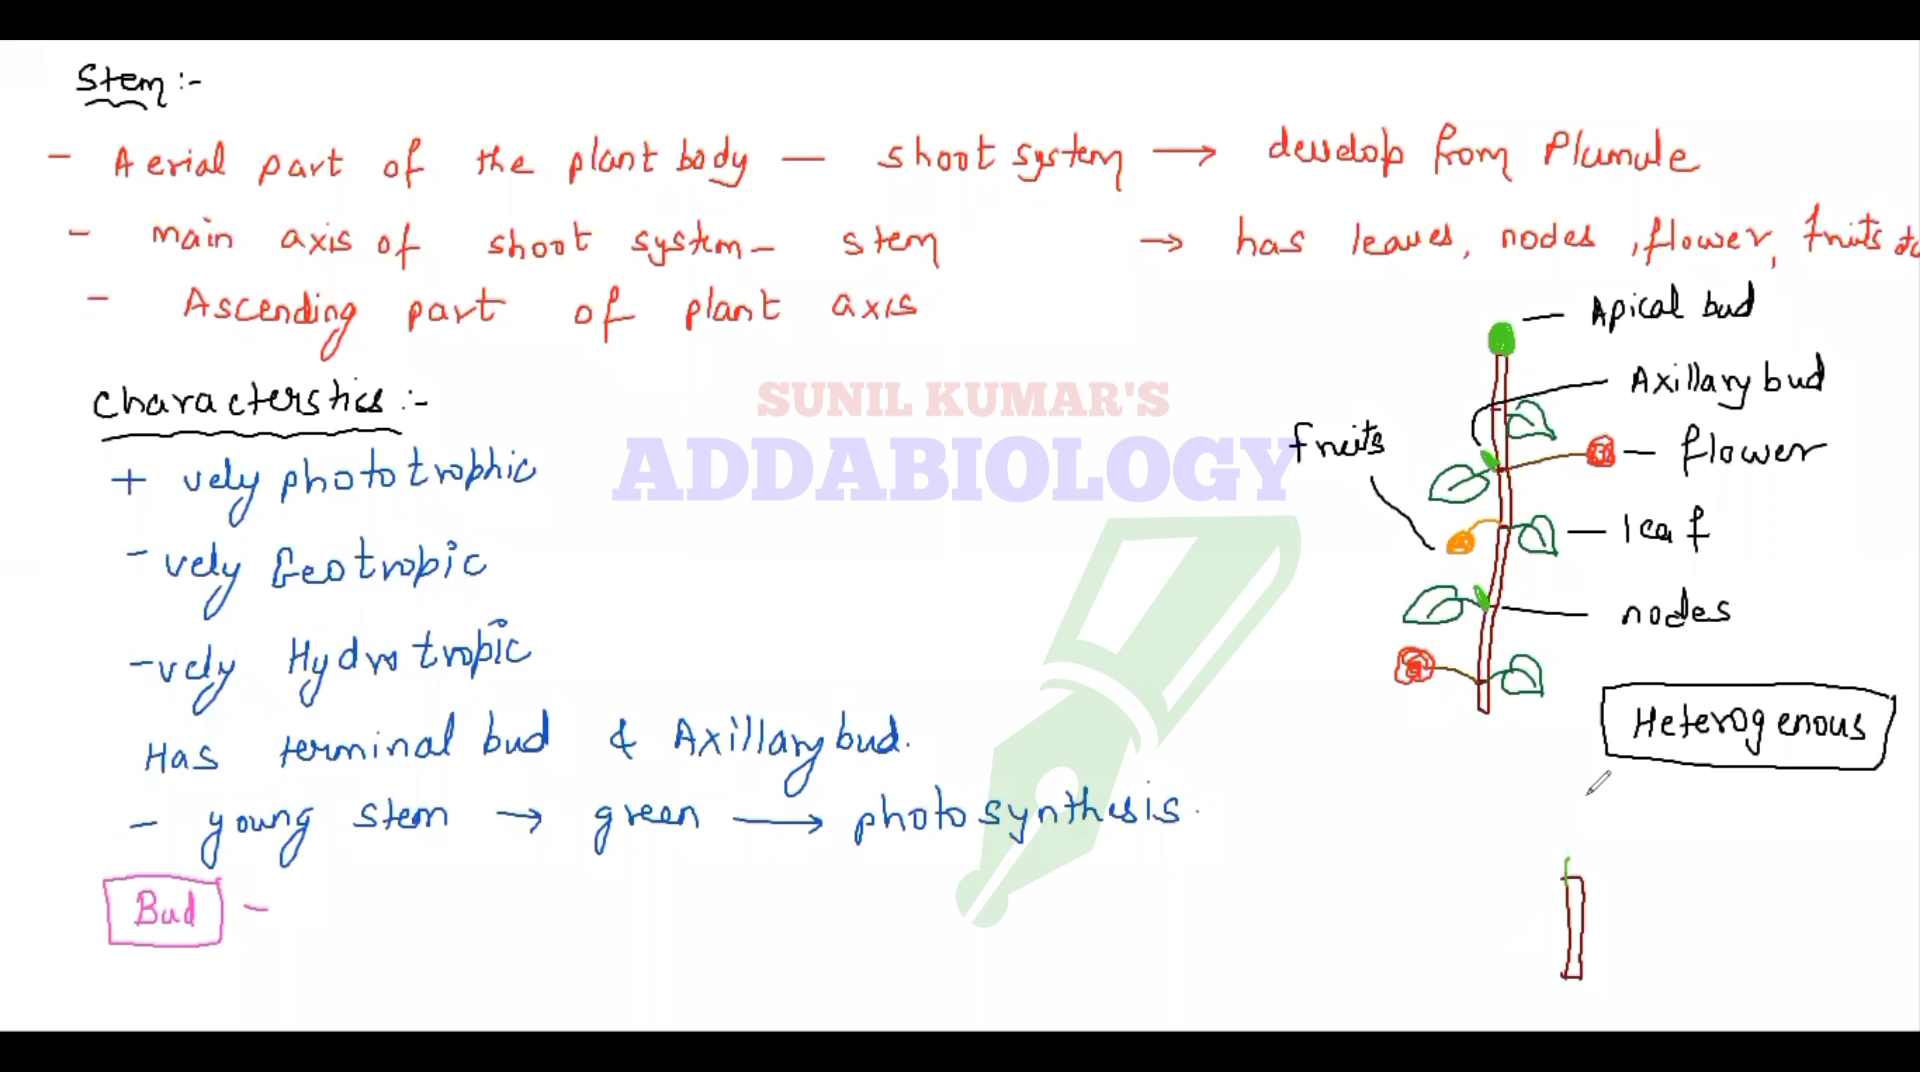 Stem :-
- Aerial part of the plant body — shoot system → develop from Plumule
- main axis of shoot system - stem → has leaves, nodes, flower, fruits etc
- Ascending part of plant axis
Apical bud
Characterstics :-
SUNIL KUMAR'S
ADDABIOLOGY
Axillary bud
fruits
flower
+ vely phototrophic
leaf
- vely Geotropic
nodes
- vely Hydrotropic
Heterogenous
Has terminal bud & Axillary bud.
- young stem → green → photosynthesis.
Bud -